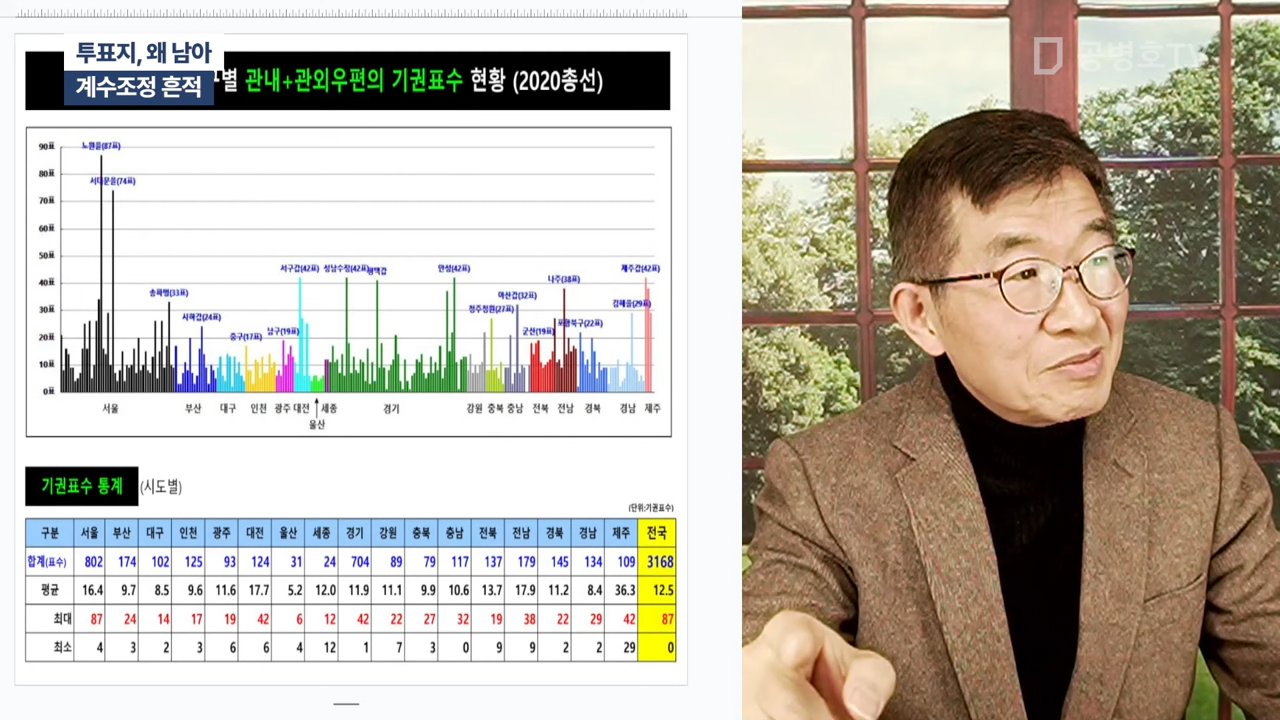 투표지, 왜 남아
계수조정 흔적
별 관내+관외우편의 기권표수 현황 (2020총선)
공병호TV
90표
80표
70표
60표
50표
40표
30표
20표
10표
0표
노원을(87표)
서대문을(74표)
송파병(33표)
사하갑(24표)
중구(17표)
남구(19표)
서구갑(42표)
성남수정(42표)
평택갑
안성(42표)
청주청원(27표)
아산갑(32표)
군산(19표)
나주(38표)
포항북구(22표)
김해을(29표)
제주갑(42표)
서울 부산 대구 인천 광주 대전 세종 경기 강원 충북 충남 전북 전남 경북 경남 제주
울산
기권표수 통계 (시도별)
(단위:기권표수)
구분 서울 부산 대구 인천 광주 대전 울산 세종 경기 강원 충북 충남 전북 전남 경북 경남 제주 전국
합계(표수) 802 174 102 125 93 124 31 24 704 89 79 117 137 179 145 134 109 3168
평균 16.4 9.7 8.5 9.6 11.6 17.7 5.2 12.0 11.9 11.1 9.9 10.6 13.7 17.9 11.2 8.4 36.3 12.5
최대 87 24 14 17 19 42 6 12 42 22 27 32 19 38 22 29 42 87
최소 4 3 2 3 6 6 4 12 1 7 3 0 9 9 2 2 29 0